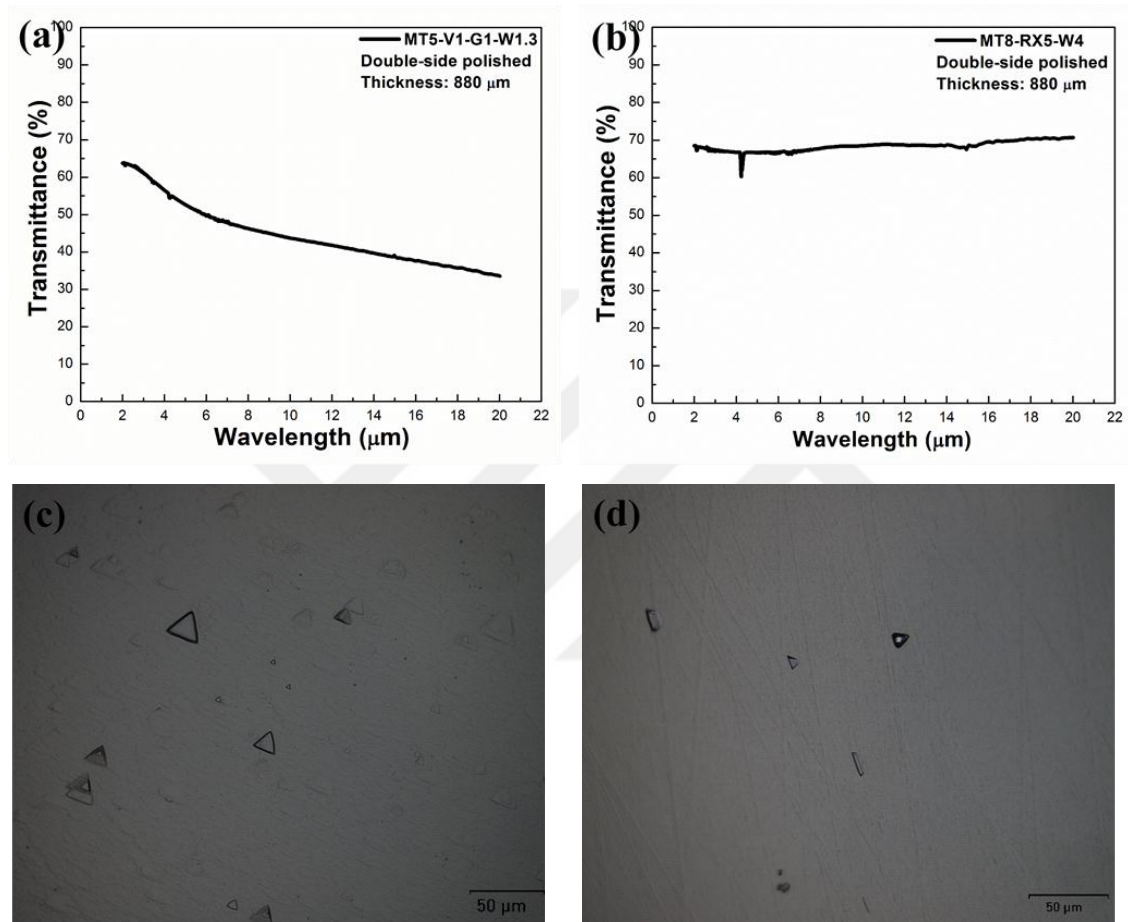 (a)
MT5-V1-G1-W1.3
Double-side polished
Thickness: 880 μm
100
90
80
70
60
50
40
30
20
10
0
Transmittance (%)
0 2 4 6 8 10 12 14 16 18 20 22
Wavelength (μm)
(b)
MT8-RX5-W4
Double-side polished
Thickness: 880 μm
100
90
80
70
60
50
40
30
20
10
0
Transmittance (%)
0 2 4 6 8 10 12 14 16 18 20 22
Wavelength (μm)
(c)
50 μm
(d)
50 μm